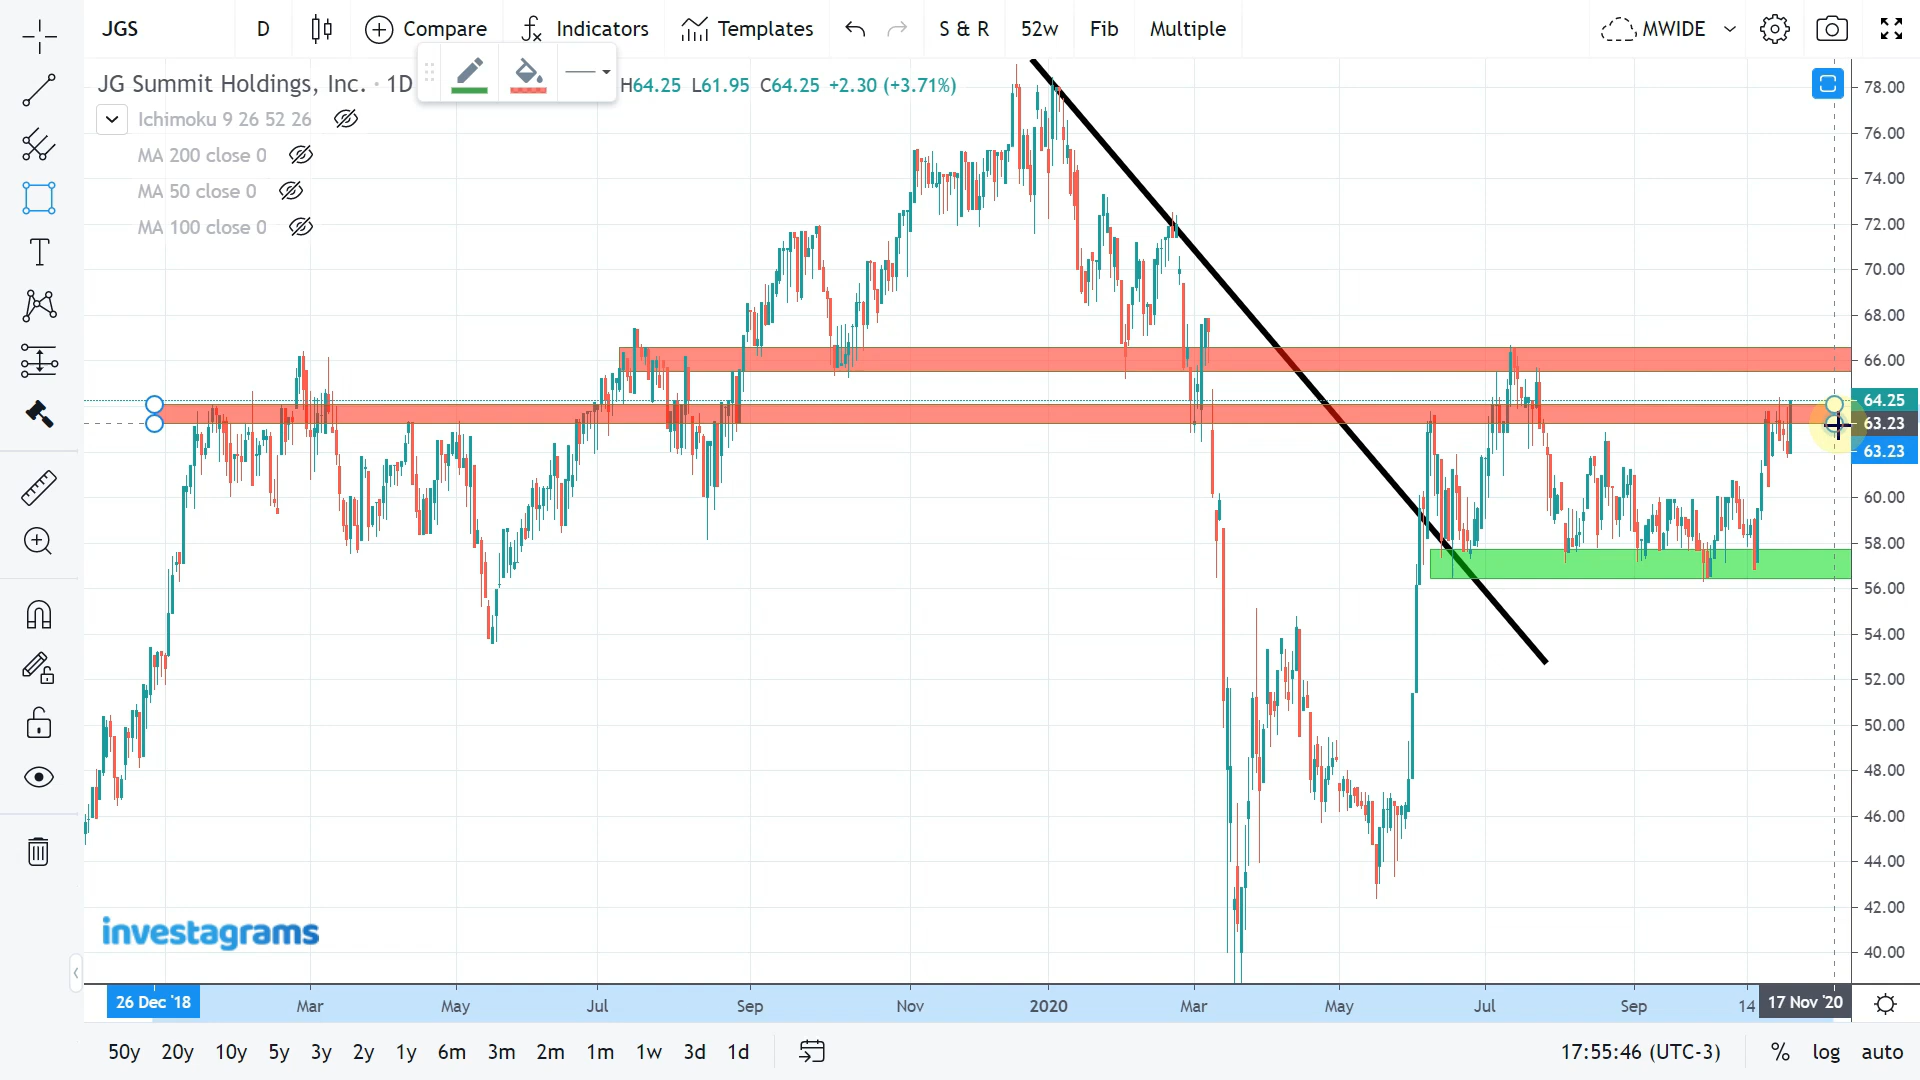 JGS D Compare Indicators Templates S & R 52w Fib Multiple MWIDE
JG Summit Holdings, Inc. · 1D H64.25 L61.95 C64.25 +2.30 (+3.71%)
Ichimoku 9 26 52 26
MA 200 close 0
MA 50 close 0
MA 100 close 0
78.00
76.00
74.00
72.00
70.00
68.00
66.00
64.25
63.23
63.23
60.00
58.00
56.00
54.00
52.00
50.00
48.00
46.00
44.00
42.00
40.00
investagrams
26 Dec '18 Mar May Jul Sep Nov 2020 Mar May Jul Sep 14 17 Nov '20
50y 20y 10y 5y 3y 2y 1y 6m 3m 2m 1m 1w 3d 1d 17:55:46 (UTC-3) % log auto